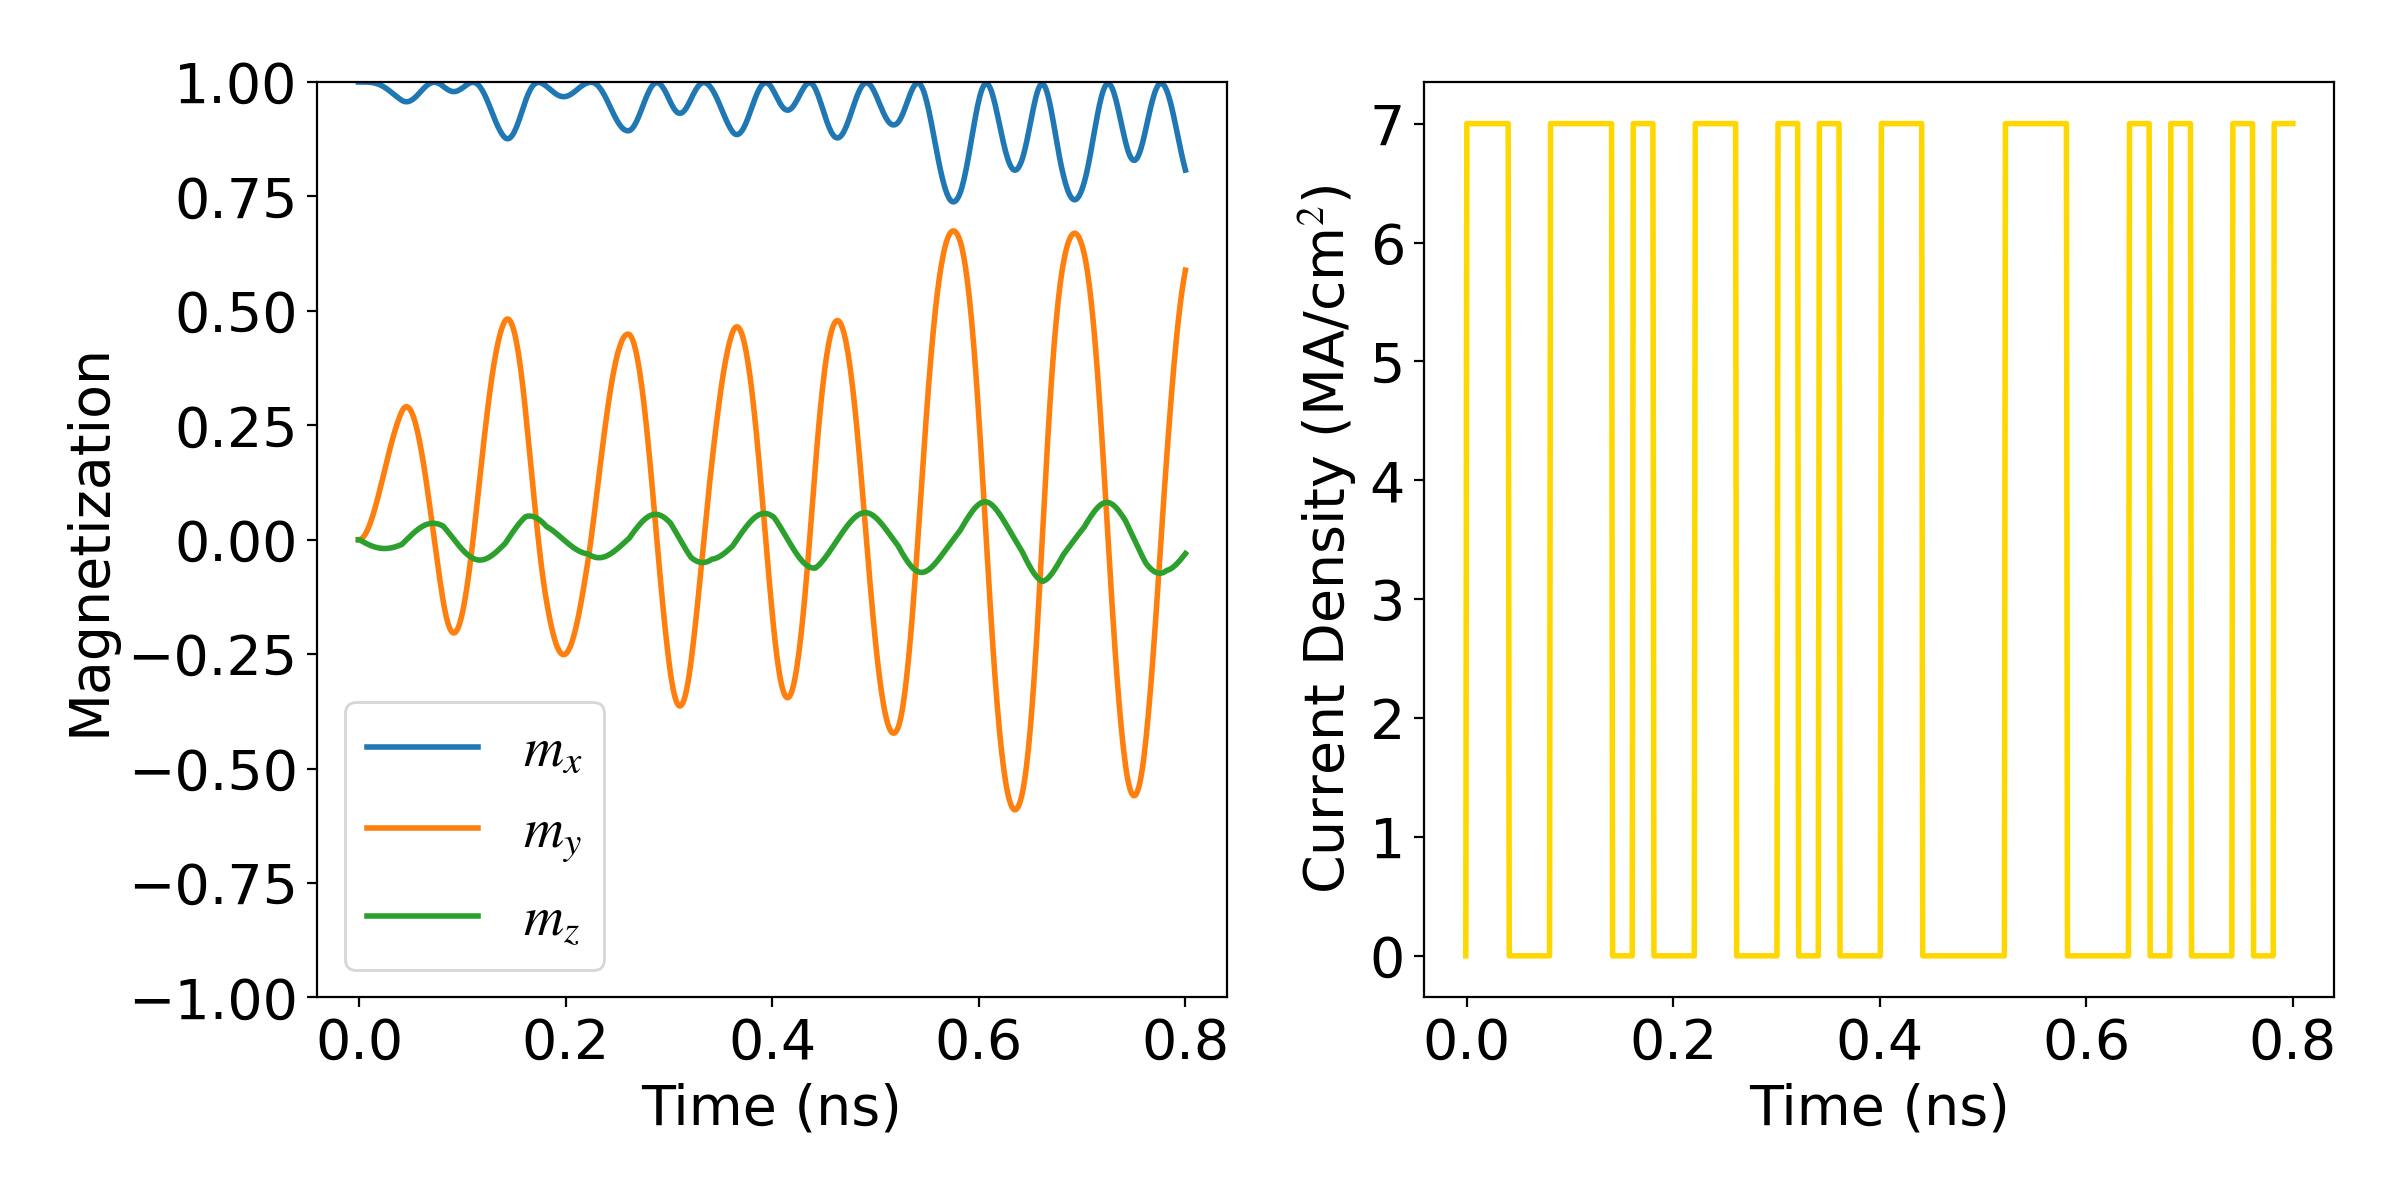 1.00
0.75
0.50
0.25
0.00
−0.25
−0.50
−0.75
−1.00
Magnetization
m_x
m_y
m_z
0.0 0.2 0.4 0.6 0.8
Time (ns)
7
6
5
4
3
2
1
0
Current Density (MA/cm²)
0.0 0.2 0.4 0.6 0.8
Time (ns)